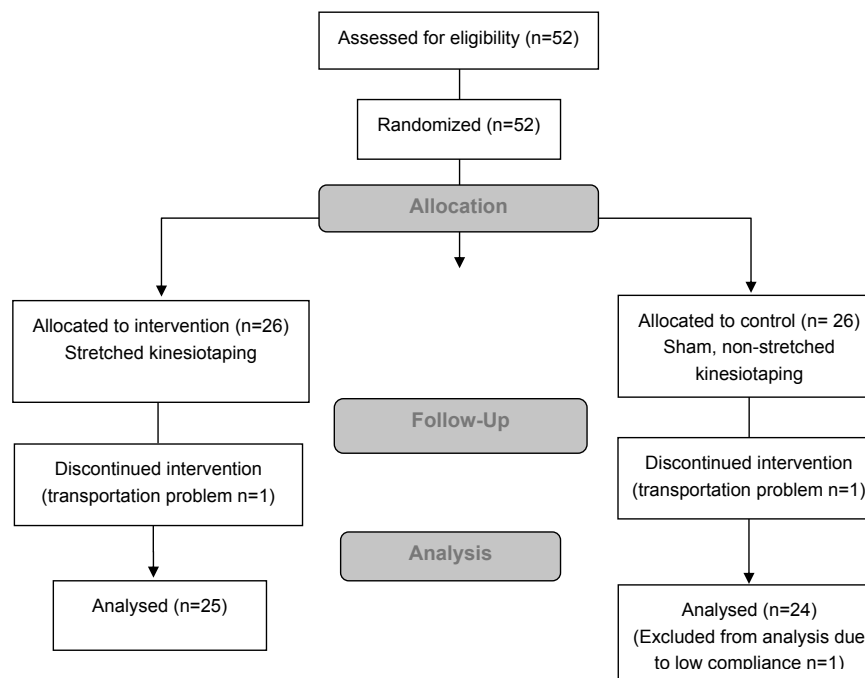 Assessed for eligibility (n=52)
Randomized (n=52)
Allocation
Allocated to intervention (n=26)
Stretched kinesiotaping
Allocated to control (n= 26)
Sham, non-stretched
kinesiotaping
Follow-Up
Discontinued intervention
(transportation problem n=1)
Discontinued intervention
(transportation problem n=1)
Analysis
Analysed (n=25)
Analysed (n=24)
(Excluded from analysis due
to low compliance n=1)